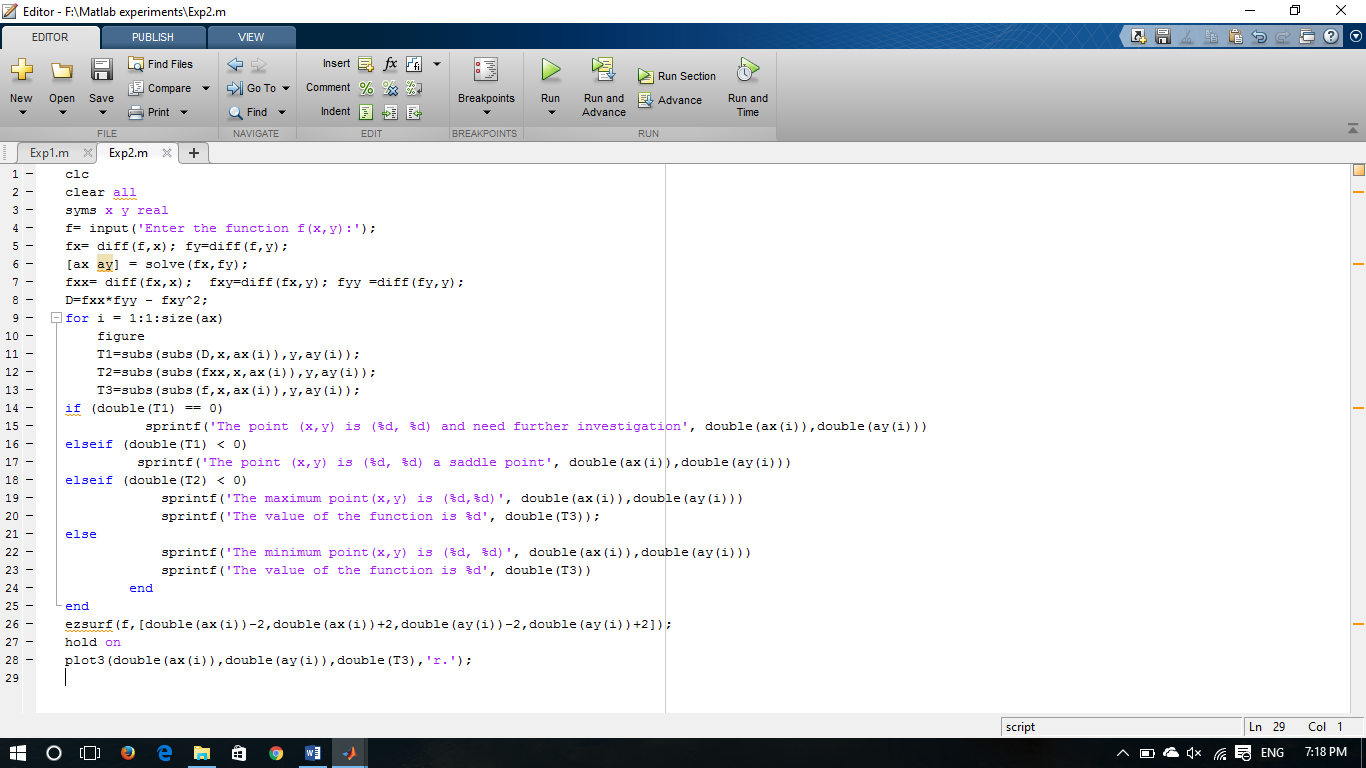 Editor - F:\Matlab experiments\Exp2.m
EDITOR PUBLISH VIEW
New Open Save Find Files Compare Print
FILE
Go To Find
NAVIGATE
Insert fx
Comment
Indent
EDIT
Breakpoints
BREAKPOINTS
Run Run and Advance Run Section Advance Run and Time
RUN
Exp1.m Exp2.m +
1 clc
2 clear all
3 syms x y real
4 f= input('Enter the function f(x,y):');
5 fx= diff(f,x); fy=diff(f,y);
6 [ax ay] = solve(fx,fy);
7 fxx= diff(fx,x); fxy=diff(fx,y); fyy =diff(fy,y);
8 D=fxx*fyy - fxy^2;
9 for i = 1:1:size(ax)
10 figure
11 T1=subs(subs(D,x,ax(i)),y,ay(i));
12 T2=subs(subs(fxx,x,ax(i)),y,ay(i));
13 T3=subs(subs(f,x,ax(i)),y,ay(i));
14 if (double(T1) == 0)
15 sprintf('The point (x,y) is (%d, %d) and need further investigation', double(ax(i)),double(ay(i)))
16 elseif (double(T1) < 0)
17 sprintf('The point (x,y) is (%d, %d) a saddle point', double(ax(i)),double(ay(i)))
18 elseif (double(T2) < 0)
19 sprintf('The maximum point(x,y) is (%d,%d)', double(ax(i)),double(ay(i)))
20 sprintf('The value of the function is %d', double(T3));
21 else
22 sprintf('The minimum point(x,y) is (%d, %d)', double(ax(i)),double(ay(i)))
23 sprintf('The value of the function is %d', double(T3))
24 end
25 end
26 ezsurf(f,[double(ax(i))-2,double(ax(i))+2,double(ay(i))-2,double(ay(i))+2]);
27 hold on
28 plot3(double(ax(i)),double(ay(i)),double(T3),'r.');
29
script Ln 29 Col 1
ENG 7:18 PM